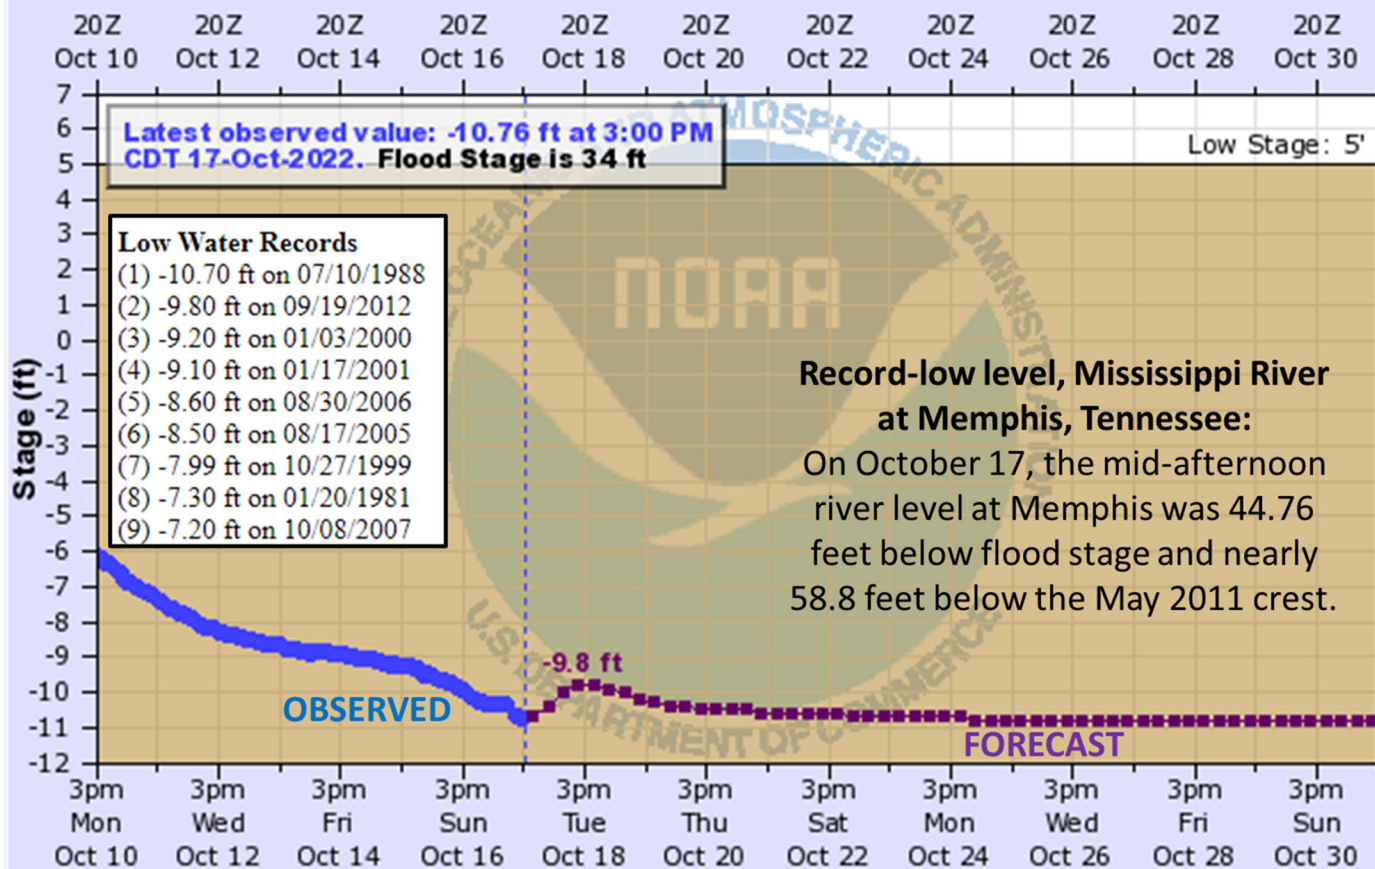 20Z 20Z 20Z 20Z 20Z 20Z 20Z 20Z 20Z 20Z 20Z
Oct 10 Oct 12 Oct 14 Oct 16 Oct 18 Oct 20 Oct 22 Oct 24 Oct 26 Oct 28 Oct 30
7
6
5
4
3
2
1
0
-1
-2
-3
-4
-5
-6
-7
-8
-9
-10
-11
-12
Stage (ft)
Latest observed value: -10.76 ft at 3:00 PM
CDT 17-Oct-2022. Flood Stage is 34 ft
Low Stage: 5'
Low Water Records
(1) -10.70 ft on 07/10/1988
(2) -9.80 ft on 09/19/2012
(3) -9.20 ft on 01/03/2000
(4) -9.10 ft on 01/17/2001
(5) -8.60 ft on 08/30/2006
(6) -8.50 ft on 08/17/2005
(7) -7.99 ft on 10/27/1999
(8) -7.30 ft on 01/20/1981
(9) -7.20 ft on 10/08/2007
OCEANIC ATMOSPHERIC ADMINISTRATION
NOAA
U.S. DEPARTMENT OF COMMERCE
Record-low level, Mississippi River
at Memphis, Tennessee:
On October 17, the mid-afternoon
river level at Memphis was 44.76
feet below flood stage and nearly
58.8 feet below the May 2011 crest.
-9.8 ft
OBSERVED
FORECAST
3pm 3pm 3pm 3pm 3pm 3pm 3pm 3pm 3pm 3pm 3pm
Mon Wed Fri Sun Tue Thu Sat Mon Wed Fri Sun
Oct 10 Oct 12 Oct 14 Oct 16 Oct 18 Oct 20 Oct 22 Oct 24 Oct 26 Oct 28 Oct 30